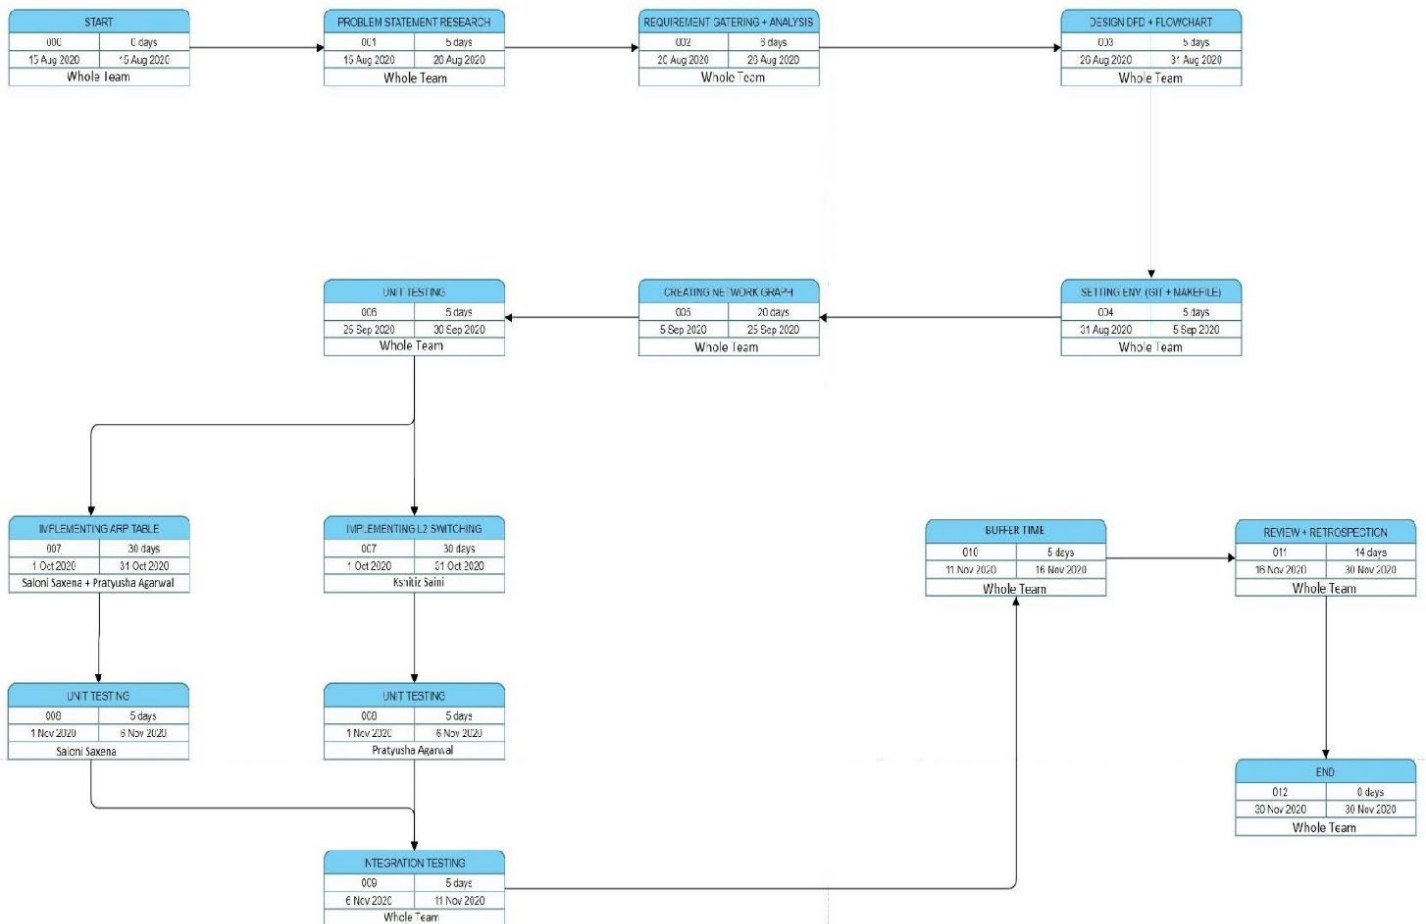 START
000 0 days
15 Aug 2020 15 Aug 2020
Whole Team
PROBLEM STATEMENT RESEARCH
001 5 days
15 Aug 2020 20 Aug 2020
Whole Team
REQUIREMENT GATERING + ANALYSIS
002 6 days
20 Aug 2020 26 Aug 2020
Whole Team
DESIGN DFD + FLOWCHART
003 5 days
26 Aug 2020 31 Aug 2020
Whole Team
SETTING ENV (GIT + MAKEFILE)
004 5 days
31 Aug 2020 5 Sep 2020
Whole Team
CREATING NETWORK GRAPH
005 20 days
5 Sep 2020 25 Sep 2020
Whole Team
UNIT TESTING
006 5 days
25 Sep 2020 30 Sep 2020
Whole Team
IMPLEMENTING ARP TABLE
007 30 days
1 Oct 2020 31 Oct 2020
Saloni Saxena + Pratyusha Agarwal
IMPLEMENTING L2 SWITCHING
007 30 days
1 Oct 2020 31 Oct 2020
Kshitiz Saini
UNIT TESTING
008 5 days
1 Nov 2020 6 Nov 2020
Saloni Saxena
UNIT TESTING
008 5 days
1 Nov 2020 6 Nov 2020
Pratyusha Agarwal
INTEGRATION TESTING
009 5 days
6 Nov 2020 11 Nov 2020
Whole Team
BUFFER TIME
010 5 days
11 Nov 2020 16 Nov 2020
Whole Team
REVIEW + RETROSPECTION
011 14 days
16 Nov 2020 30 Nov 2020
Whole Team
END
012 0 days
30 Nov 2020 30 Nov 2020
Whole Team